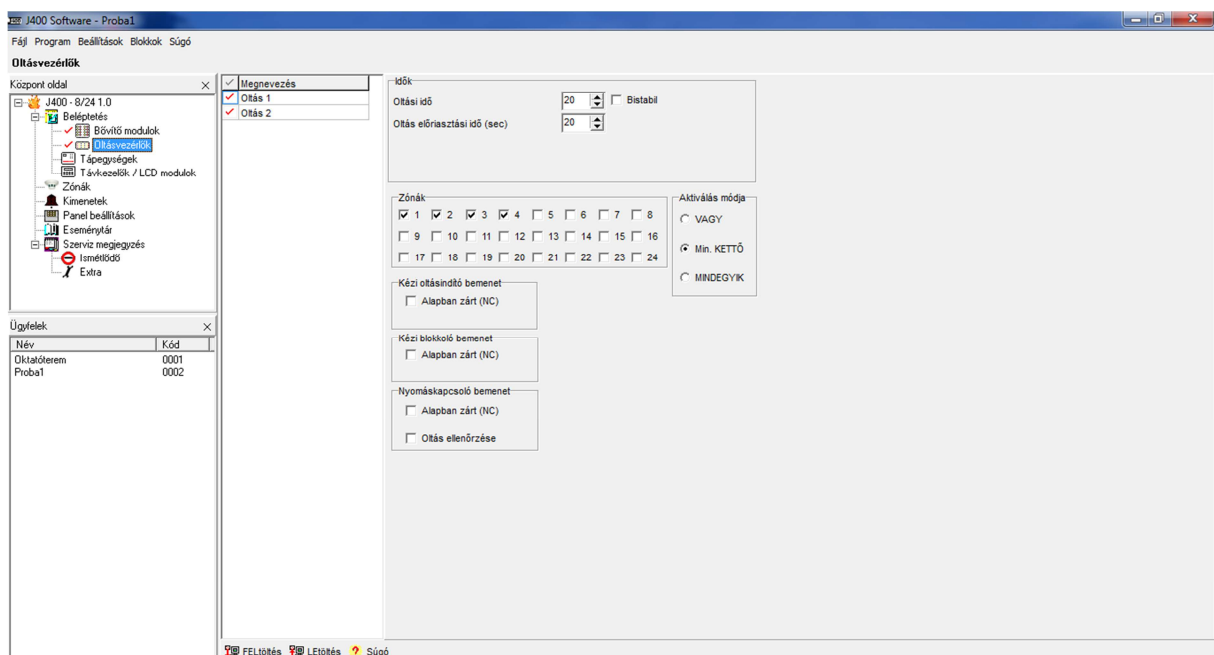 J400 Software - Proba1
Fájl Program Beállítások Blokkok Súgó
Oltásvezérlők
Központ oldal
J400 - 8/24 1.0
Beléptetés
Bővítő modulok
Oltásvezérlők
Tápegységek
Távkezelők / LCD modulok
Zónák
Kimenetek
Panel beállítások
Eseménytár
Szerviz megjegyzés
Ismétlődő
Extra
Ügyfelek
Név Kód
Oktatóterem 0001
Proba1 0002
Megnevezés
Oltás 1
Oltás 2
Idők
Oltási idő 20 Bistabil
Oltás előriasztási idő (sec) 20
Zónák
1 2 3 4 5 6 7 8
9 10 11 12 13 14 15 16
17 18 19 20 21 22 23 24
Aktiválás módja
VAGY
Min. KETTŐ
MINDEGYIK
Kézi oltásindító bemenet
Alapban zárt (NC)
Kézi blokkoló bemenet
Alapban zárt (NC)
Nyomáskapcsoló bemenet
Alapban zárt (NC)
Oltás ellenőrzése
FELtöltés LEtöltés Súgó